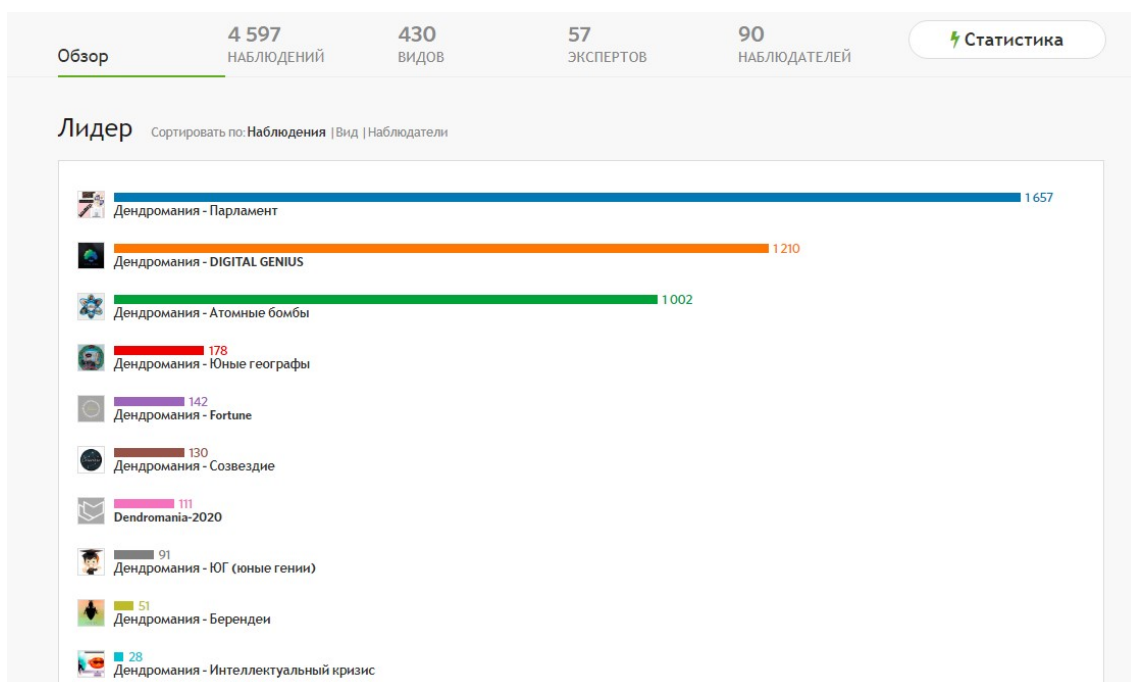 Обзор
4 597
НАБЛЮДЕНИЙ
430
ВИДОВ
57
ЭКСПЕРТОВ
90
НАБЛЮДАТЕЛЕЙ
Статистика
Лидер Сортировать по: Наблюдения | Вид | Наблюдатели
1 657
Дендромания - Парламент
1 210
Дендромания - DIGITAL GENIUS
1 002
Дендромания - Атомные бомбы
178
Дендромания - Юные географы
142
Дендромания - Fortune
130
Дендромания - Созвездие
111
Dendromania-2020
91
Дендромания - ЮГ (юные гении)
51
Дендромания - Берендеи
28
Дендромания - Интеллектуальный кризис